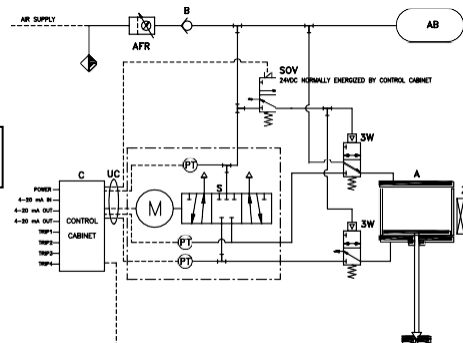 AIR SUPPLY
AFR
B
AB
SOV
24VDC NORMALLY ENERGIZED BY CONTROL CABINET
3W
C
UC
PT
S
A
POWER
4-20 mA IN
4-20 mA OUT
4-20 mA OUT
TRIP1
TRIP2
TRIP3
TRIP4
CONTROL
CABINET
M
PT
PT
3W